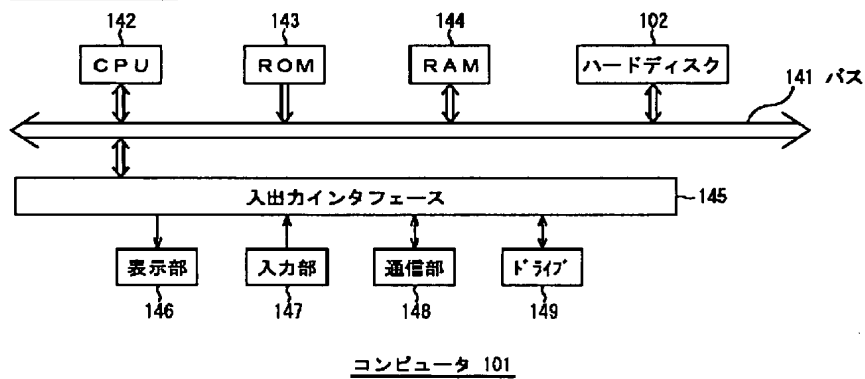 142 143 144 102
CPU ROM RAM ハードディスク
141 バス
入出力インタフェース 145
表示部 入力部 通信部 ドライブ
146 147 148 149
コンピュータ 101